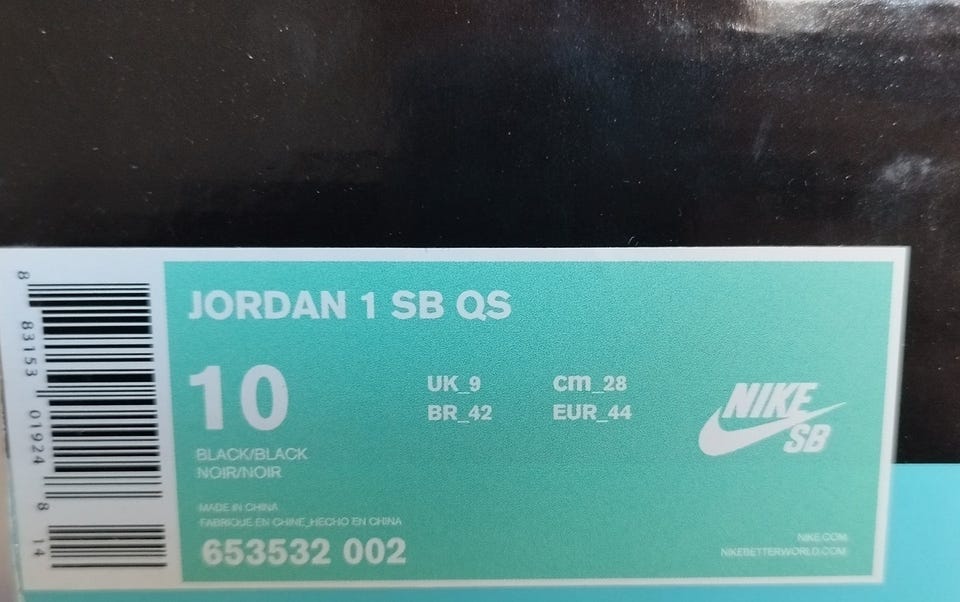 JORDAN 1 SB QS
10
UK_9
cm_28
BR_42
EUR_44
BLACK/BLACK
NOIR/NOIR
MADE IN CHINA
FABRIQUE EN CHINE_HECHO EN CHINA
653532 002
NIKE
SB
NIKE.COM
NIKEBETTERWORLD.COM
8 83153 01924 8 14